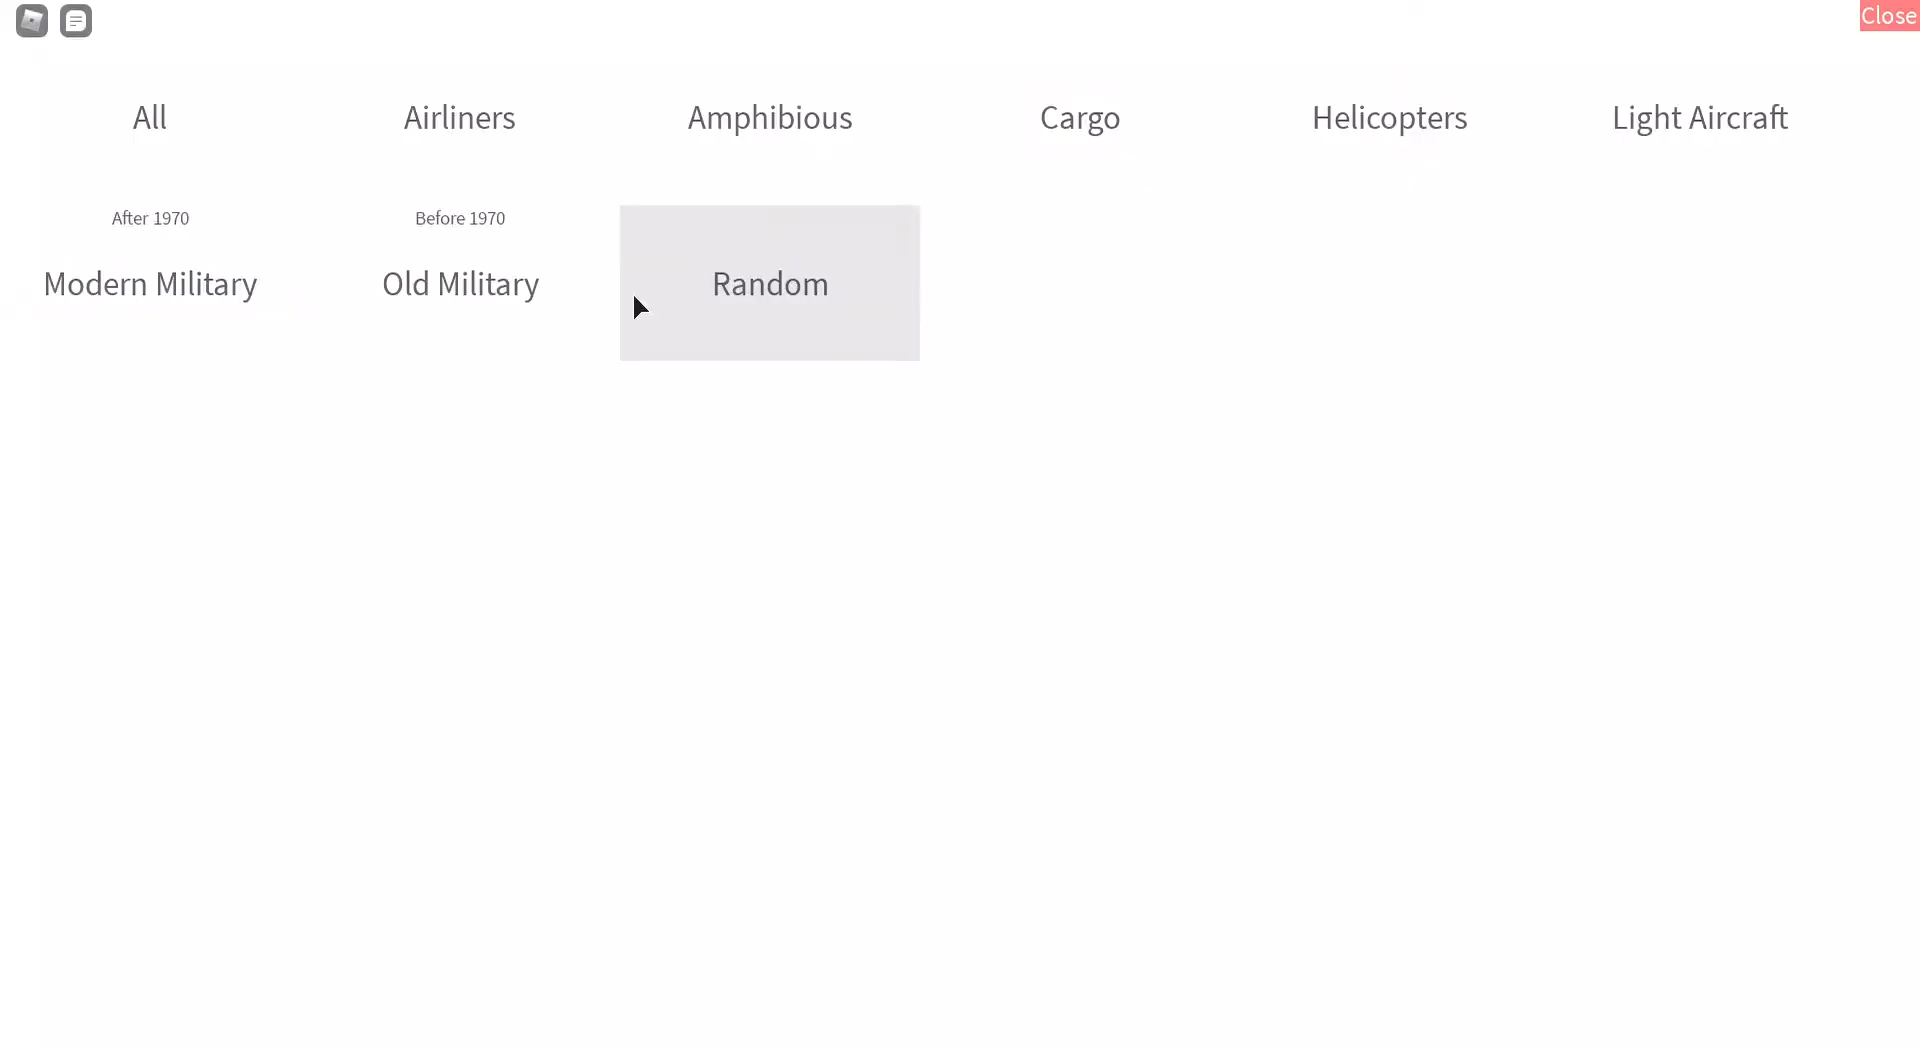 Close
All
Airliners
Amphibious
Cargo
Helicopters
Light Aircraft
After 1970
Modern Military
Before 1970
Old Military
Random